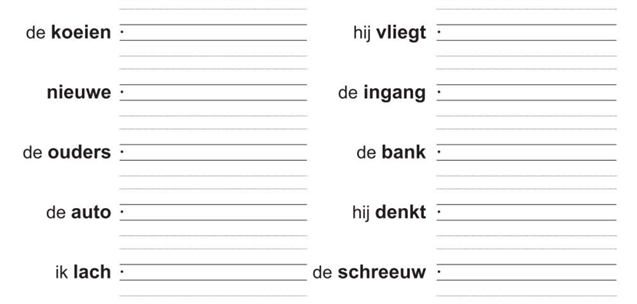 de koeien
nieuwe
de ouders
de auto
ik lach
hij vliegt
de ingang
de bank
hij denkt
de schreeuw